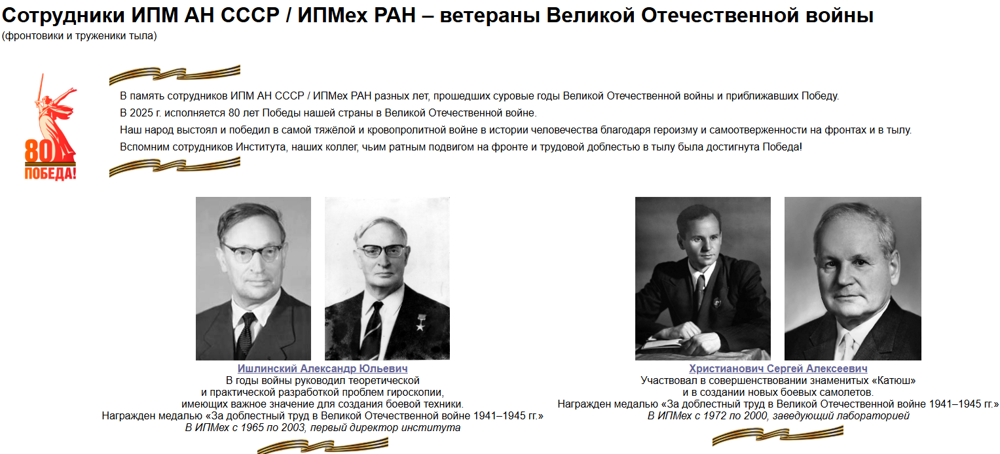 Сотрудники ИПМ АН СССР / ИПМех РАН – ветераны Великой Отечественной войны
(фронтовики и труженики тыла)
80
ПОБЕДА!
В память сотрудников ИПМ АН СССР / ИПМех РАН разных лет, прошедших суровые годы Великой Отечественной войны и приближавших Победу.
В 2025 г. исполняется 80 лет Победы нашей страны в Великой Отечественной войне.
Наш народ выстоял и победил в самой тяжёлой и кровопролитной войне в истории человечества благодаря героизму и самоотверженности на фронтах и в тылу.
Вспомним сотрудников Института, наших коллег, чьим ратным подвигом на фронте и трудовой доблестью в тылу была достигнута Победа!
Ишлинский Александр Юльевич
В годы войны руководил теоретической
и практической разработкой проблем гироскопии,
имеющих важное значение для создания боевой техники.
Награжден медалью «За доблестный труд в Великой Отечественной войне 1941–1945 гг.»
В ИПМех с 1965 по 2003, первый директор института
Христианович Сергей Алексеевич
Участвовал в совершенствовании знаменитых «Катюш»
и в создании новых боевых самолетов.
Награжден медалью «За доблестный труд в Великой Отечественной войне 1941–1945 гг.»
В ИПМех с 1972 по 2000, заведующий лабораторией